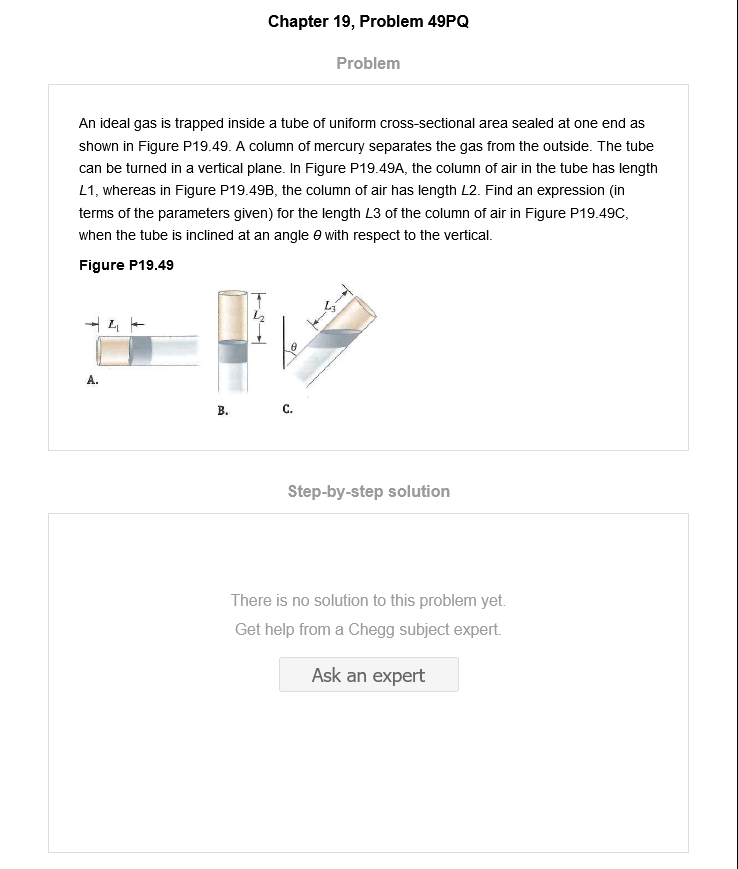 Chapter 19, Problem 49PQ
Problem
An ideal gas is trapped inside a tube of uniform cross-sectional area sealed at one end as
shown in Figure P19.49. A column of mercury separates the gas from the outside. The tube
can be turned in a vertical plane. In Figure P19.49A, the column of air in the tube has length
L1, whereas in Figure P19.49B, the column of air has length L2. Find an expression (in
terms of the parameters given) for the length L3 of the column of air in Figure P19.49C,
when the tube is inclined at an angle θ with respect to the vertical.
Figure P19.49
L₁
A.
L₂
B.
L₃
θ
C.
Step-by-step solution
There is no solution to this problem yet.
Get help from a Chegg subject expert.
Ask an expert